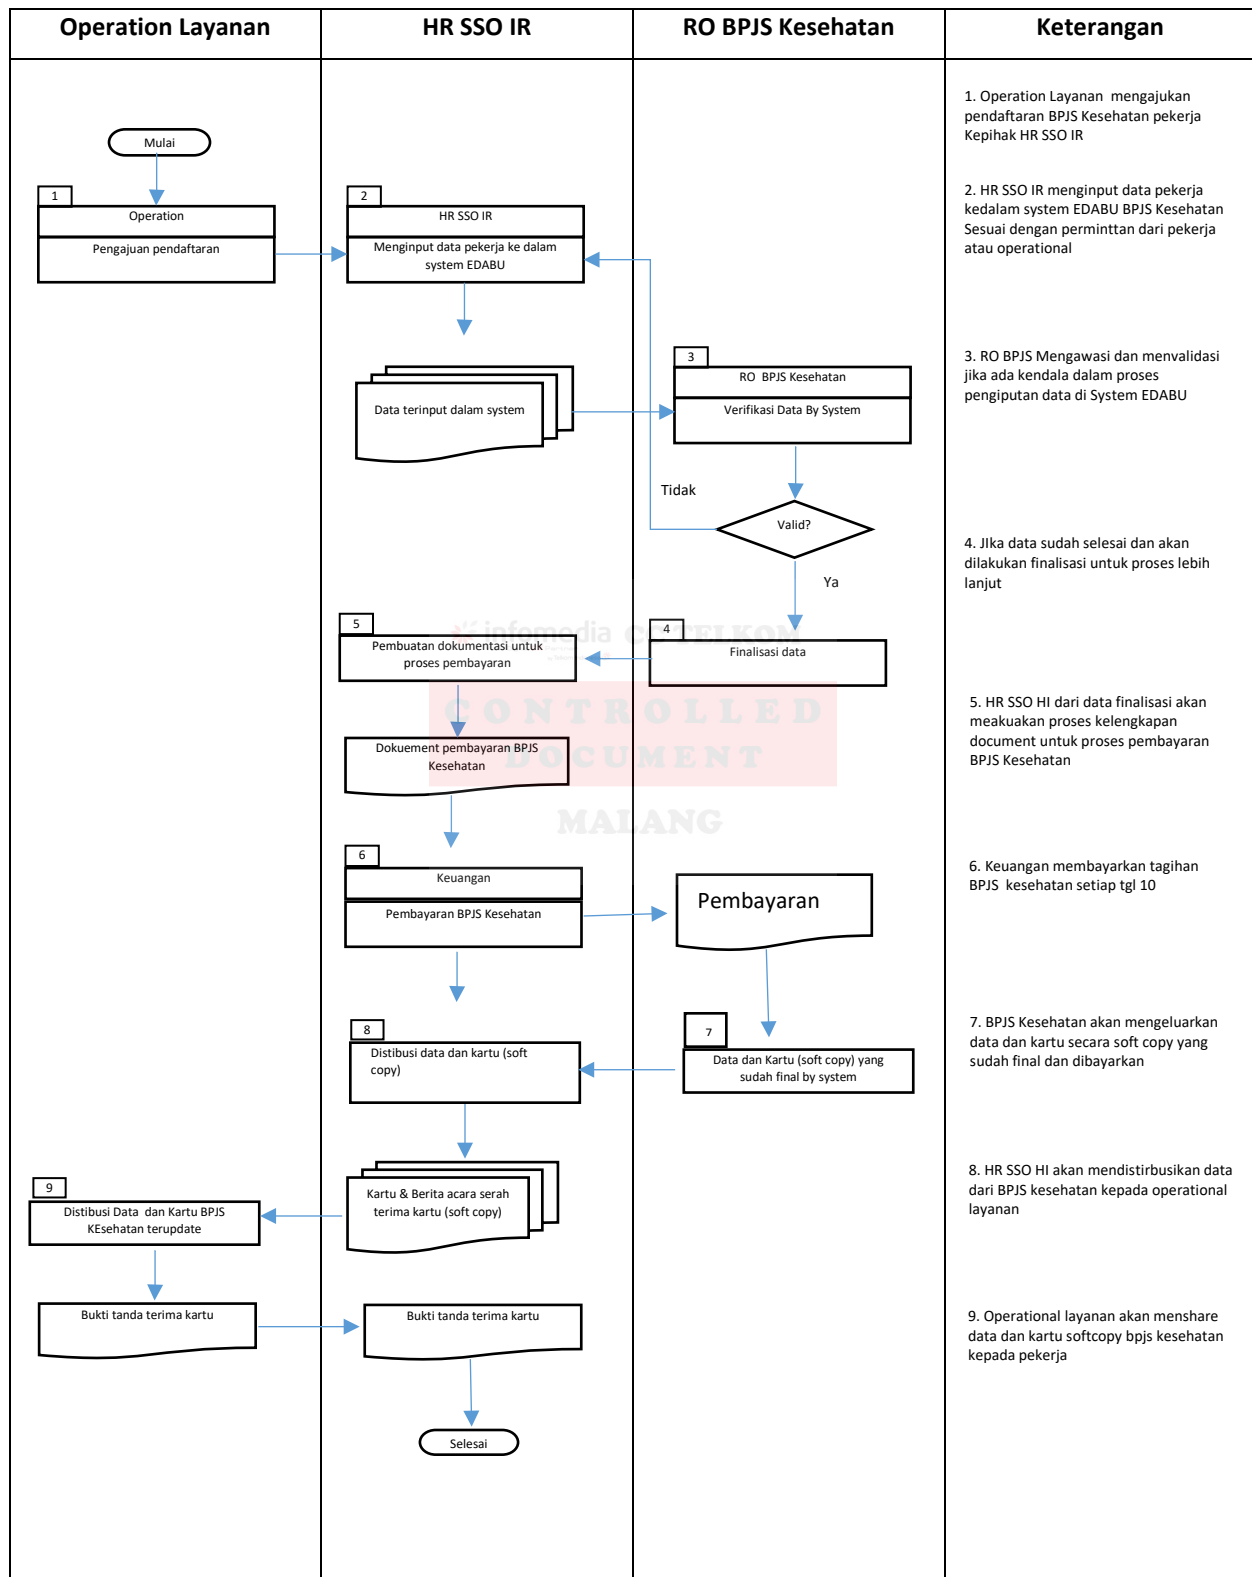 Operation Layanan
HR SSO IR
RO BPJS Kesehatan
Keterangan
Mulai
1
Operation
Pengajuan pendaftaran
2
HR SSO IR
Menginput data pekerja ke dalam
system EDABU
Data terinput dalam system
3
RO BPJS Kesehatan
Verifikasi Data By System
Tidak
Valid?
Ya
4
Finalisasi data
5
Pembuatan dokumentasi untuk
proses pembayaran
infomedia CC TELKOM
CONTROLLED
DOCUMENT
MALANG
Dokuement pembayaran BPJS
Kesehatan
6
Keuangan
Pembayaran BPJS Kesehatan
Pembayaran
7
Data dan Kartu (soft copy) yang
sudah final by system
8
Distibusi data dan kartu (soft
copy)
Kartu & Berita acara serah
terima kartu (soft copy)
9
Distibusi Data dan Kartu BPJS
KEsehatan terupdate
Bukti tanda terima kartu
Bukti tanda terima kartu
Selesai
1. Operation Layanan mengajukan
pendaftaran BPJS Kesehatan pekerja
Kepihak HR SSO IR
2. HR SSO IR menginput data pekerja
kedalam system EDABU BPJS Kesehatan
Sesuai dengan perminttan dari pekerja
atau operational
3. RO BPJS Mengawasi dan menvalidasi
jika ada kendala dalam proses
pengiputan data di System EDABU
4. JIka data sudah selesai dan akan
dilakukan finalisasi untuk proses lebih
lanjut
5. HR SSO HI dari data finalisasi akan
meakuakan proses kelengkapan
document untuk proses pembayaran
BPJS Kesehatan
6. Keuangan membayarkan tagihan
BPJS kesehatan setiap tgl 10
7. BPJS Kesehatan akan mengeluarkan
data dan kartu secara soft copy yang
sudah final dan dibayarkan
8. HR SSO HI akan mendistirbusikan data
dari BPJS kesehatan kepada operational
layanan
9. Operational layanan akan menshare
data dan kartu softcopy bpjs kesehatan
kepada pekerja